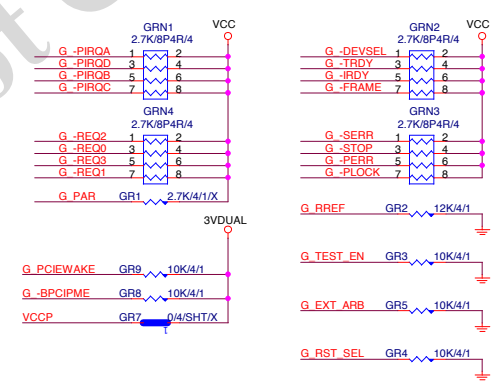 GRN1 VCC
2.7K/8P4R/4
G_-PIRQA 1 2
G_-PIRQD 3 4
G_-PIRQB 5 6
G_-PIRQC 7 8
GRN4
2.7K/8P4R/4
G_-REQ2 1 2
G_-REQ0 3 4
G_-REQ3 5 6
G_-REQ1 7 8
G_PAR GR1 2.7K/4/1/X
3VDUAL
G_PCIEWAKE GR9 10K/4/1
G_-BPCIPME GR8 10K/4/1
VCCP GR7 0/4/SHT/X
1
GRN2 VCC
2.7K/8P4R/4
G_-DEVSEL 1 2
G_-TRDY 3 4
G_-IRDY 5 6
G_-FRAME 7 8
GRN3
2.7K/8P4R/4
G_-SERR 1 2
G_-STOP 3 4
G_-PERR 5 6
G_-PLOCK 7 8
G_RREF GR2 12K/4/1
G_TEST_EN GR3 10K/4/1
G_EXT_ARB GR5 10K/4/1
G_RST_SEL GR4 10K/4/1